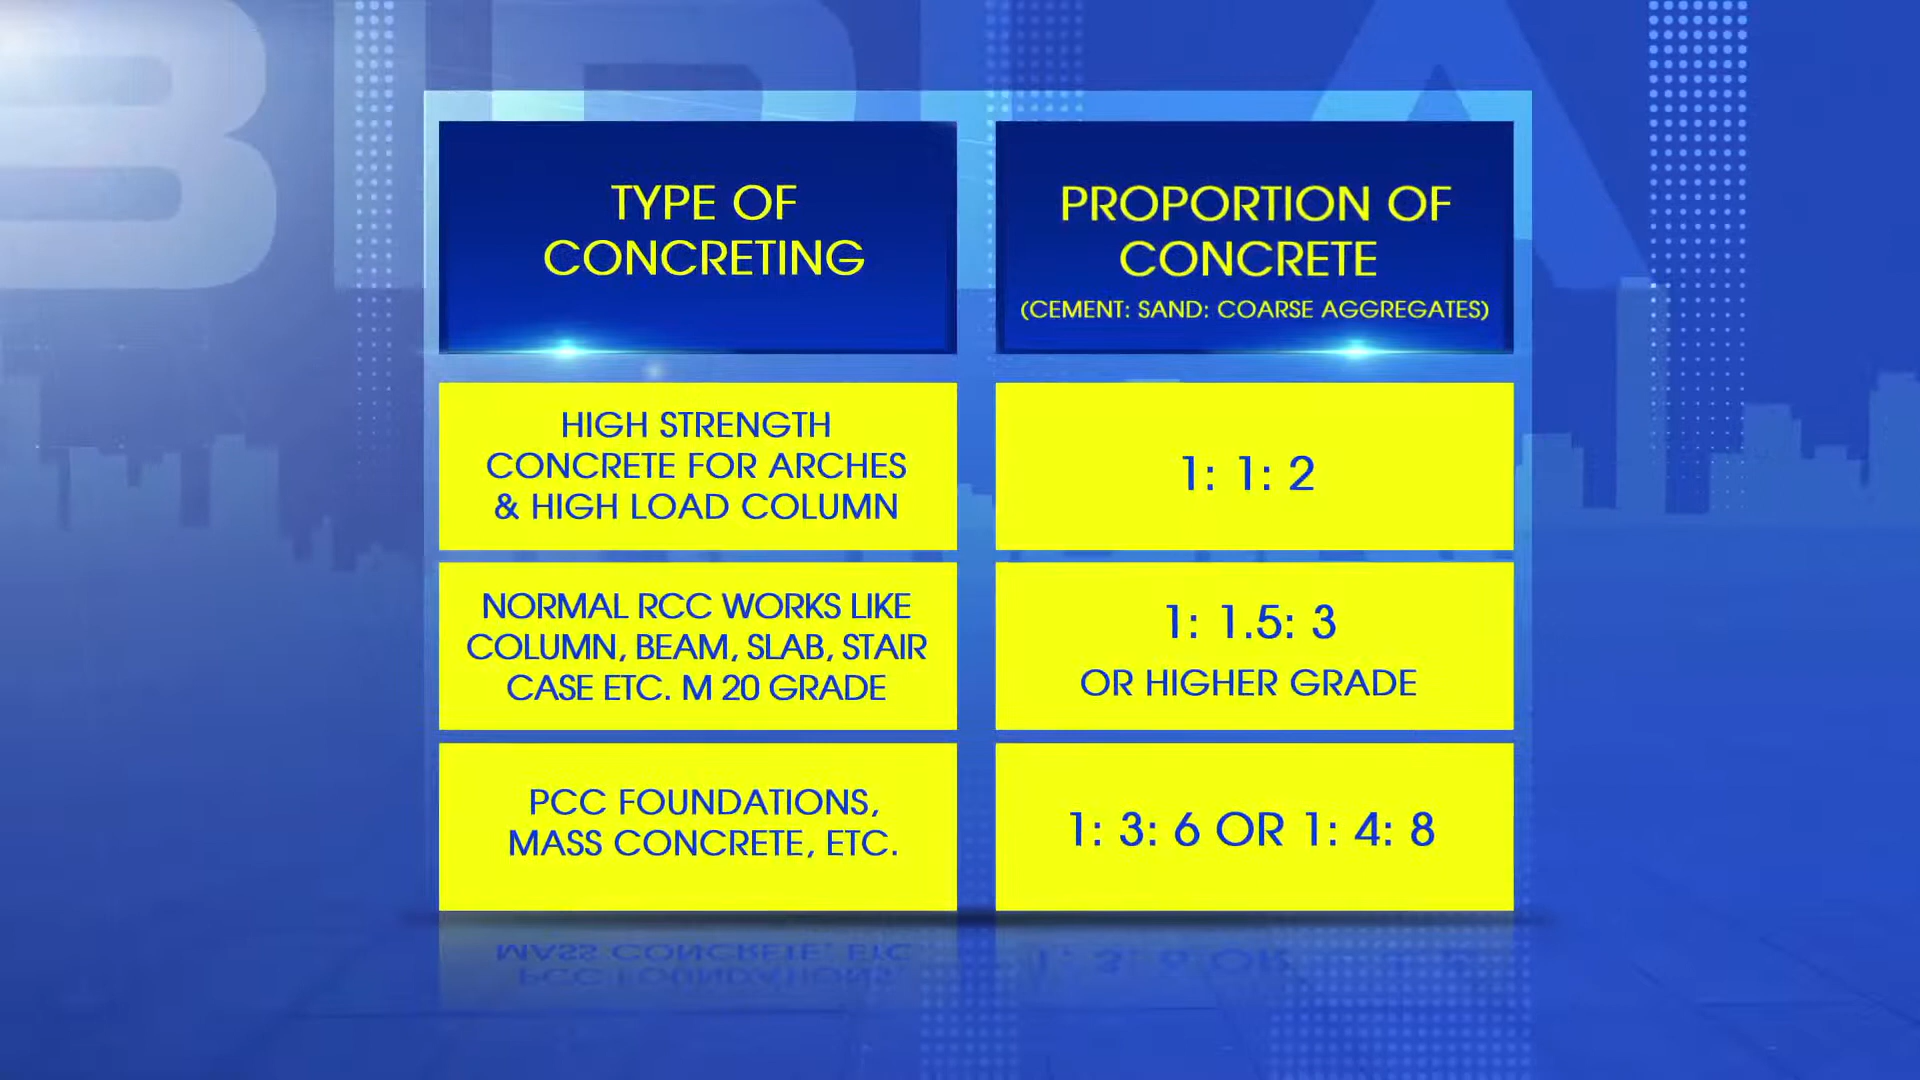 TYPE OF
CONCRETING
PROPORTION OF
CONCRETE
(CEMENT: SAND: COARSE AGGREGATES)
HIGH STRENGTH
CONCRETE FOR ARCHES
& HIGH LOAD COLUMN
1: 1: 2
NORMAL RCC WORKS LIKE
COLUMN, BEAM, SLAB, STAIR
CASE ETC. M 20 GRADE
1: 1.5: 3
OR HIGHER GRADE
PCC FOUNDATIONS,
MASS CONCRETE, ETC.
1: 3: 6 OR 1: 4: 8